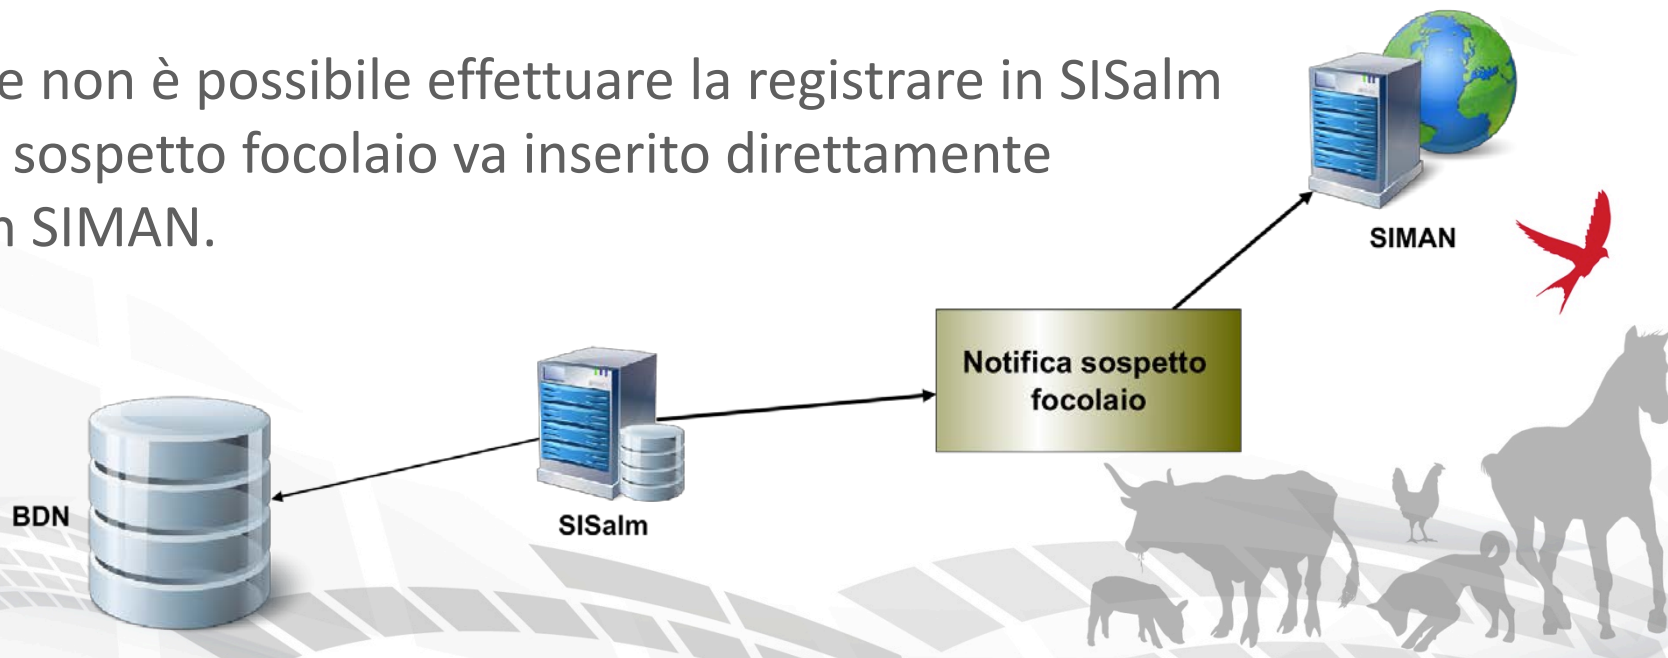 e non è possibile effettuare la registrare in SISalm
sospetto focolaio va inserito direttamente
n SIMAN.
SIMAN
Notifica sospetto
focolaio
BDN
SISalm